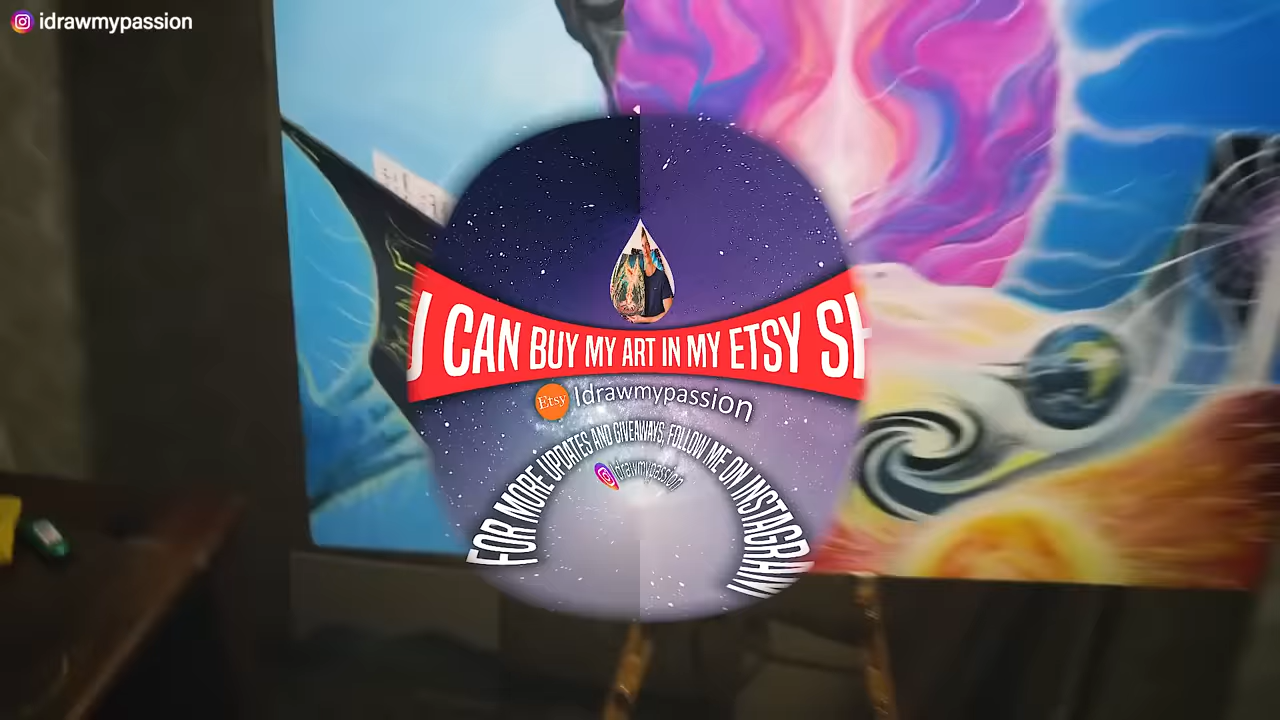 idrawmypassion
U CAN BUY MY ART IN MY ETSY SH
Etsy Idrawmypassion
FOR MORE UPDATES AND GIVEAWAYS, FOLLOW ME ON INSTAGRAM
idrawmypassion